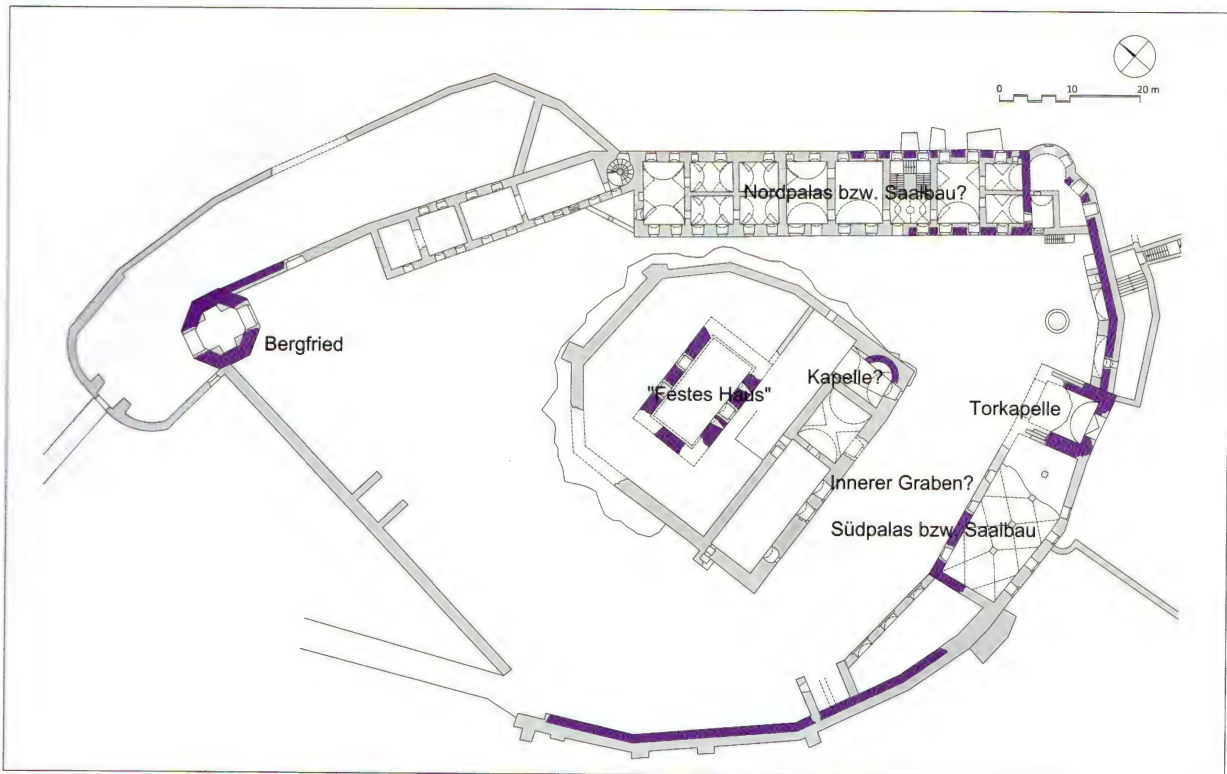 0 10 20 m
Nordpalas bzw. Saalbau?
Bergfried
Kapelle?
"Festes Haus"
Torkapelle
Innerer Graben?
Südpalas bzw. Saalbau